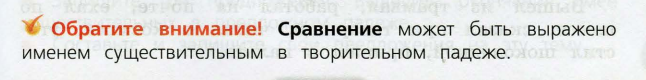 Обратите внимание! Сравнение может быть выражено
именем существительным в творительном падеже.